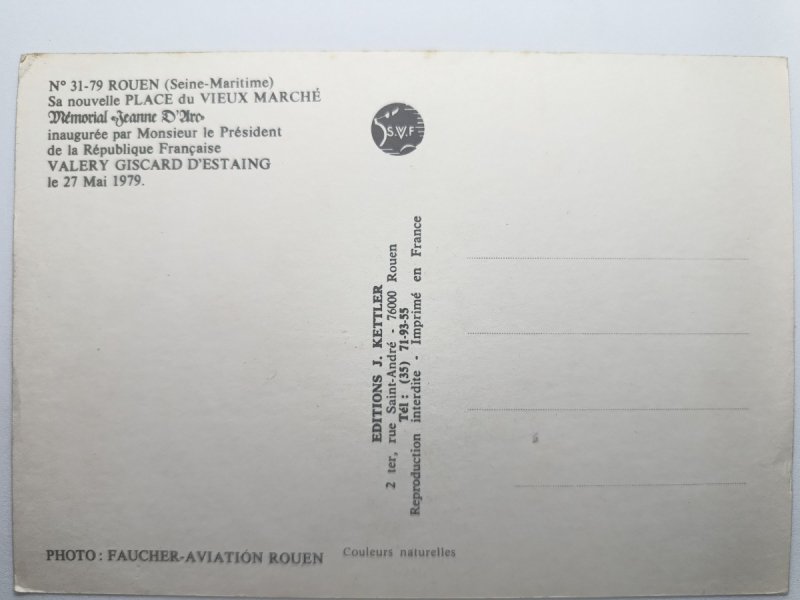 N° 31-79 ROUEN (Seine-Maritime)
Sa nouvelle PLACE du VIEUX MARCHÉ
Mémorial «Jeanne D'Arc»
inaugurée par Monsieur le Président
de la République Française
VALERY GISCARD D'ESTAING
le 27 Mai 1979.
S.V.F
EDITIONS J. KETTLER
2 ter, rue Saint-André - 76000 Rouen
Tél : (35) 71-93-55
Reproduction interdite - Imprimé en France
PHOTO : FAUCHER-AVIATION ROUEN
Couleurs naturelles